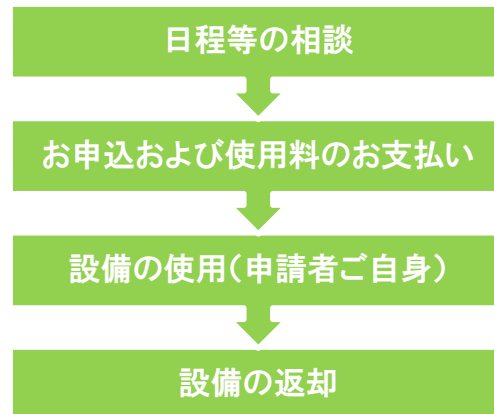 日程等の相談
お申込および使用料のお支払い
設備の使用（申請者ご自身）
設備の返却